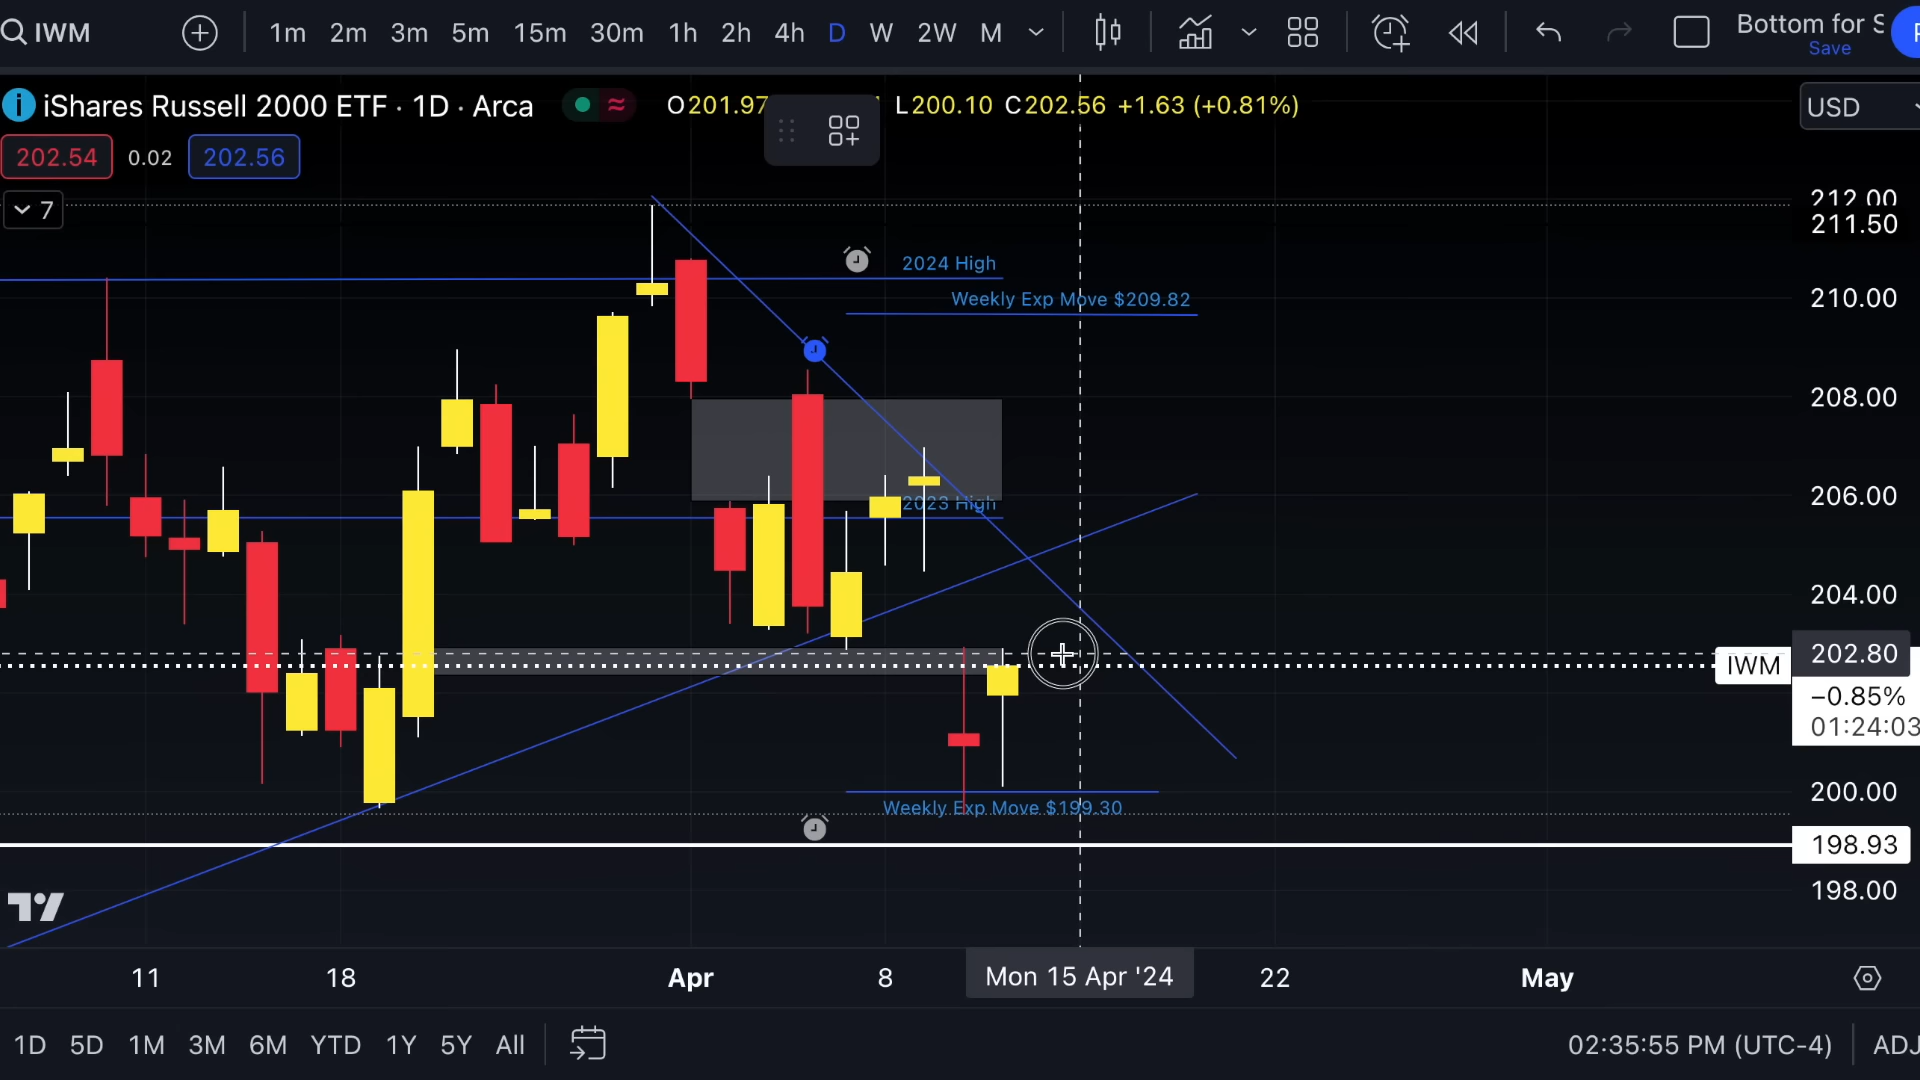 IWM 1m 2m 3m 5m 15m 30m 1h 2h 4h D W 2W M Bottom for S
Save
iShares Russell 2000 ETF · 1D · Arca O201.97 L200.10 C202.56 +1.63 (+0.81%) USD
202.54 0.02 202.56
7
212.00
211.50
2024 High
Weekly Exp Move $209.82
210.00
208.00
206.00
2023 High
204.00
IWM 202.80
−0.85%
01:24:03
200.00
Weekly Exp Move $199.30
198.93
198.00
11 18 Apr 8 Mon 15 Apr '24 22 May
1D 5D 1M 3M 6M YTD 1Y 5Y All 02:35:55 PM (UTC-4) ADJ